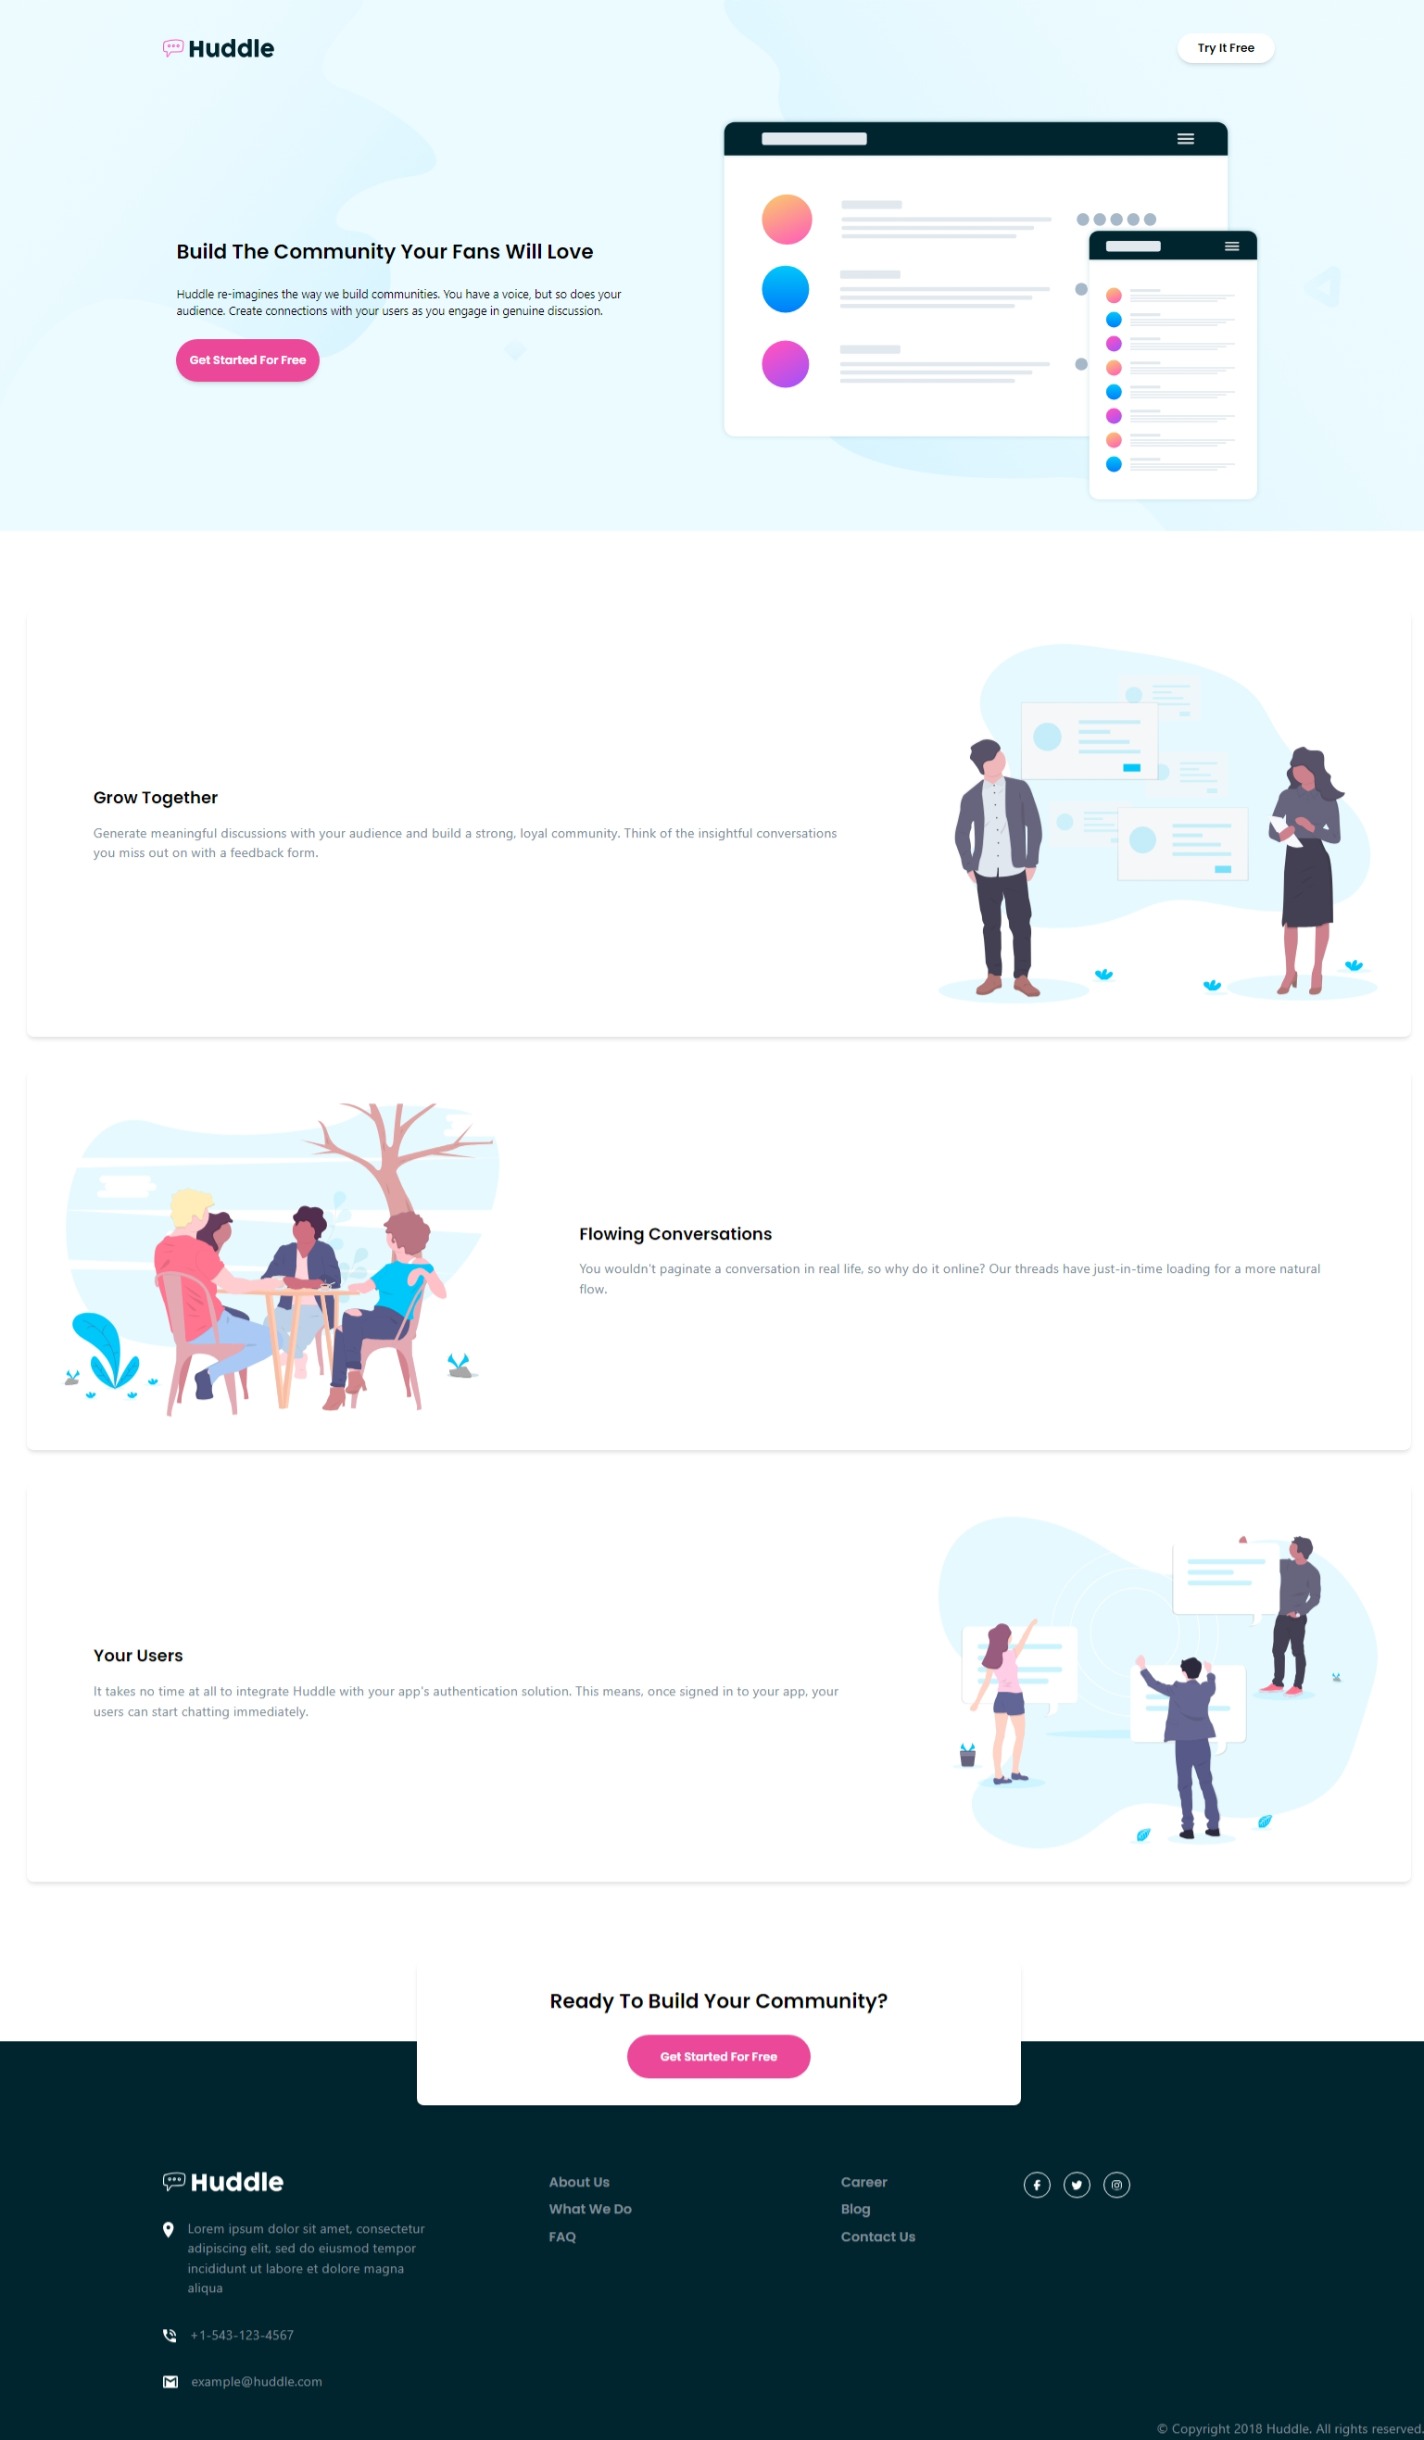 Huddle
Try It Free
Build The Community Your Fans Will Love
Huddle re-imagines the way we build communities. You have a voice, but so does your
audience. Create connections with your users as you engage in genuine discussion.
Get Started For Free
Grow Together
Generate meaningful discussions with your audience and build a strong, loyal community. Think of the insightful conversations
you miss out on with a feedback form.
Flowing Conversations
You wouldn't paginate a conversation in real life, so why do it online? Our threads have just-in-time loading for a more natural
flow.
Your Users
It takes no time at all to integrate Huddle with your app's authentication solution. This means, once signed in to your app, your
users can start chatting immediately.
Ready To Build Your Community?
Get Started For Free
Huddle
Lorem ipsum dolor sit amet, consectetur
adipiscing elit, sed do eiusmod tempor
incididunt ut labore et dolore magna
aliqua
+1-543-123-4567
example@huddle.com
About Us
What We Do
FAQ
Career
Blog
Contact Us
© Copyright 2018 Huddle. All rights reserved.